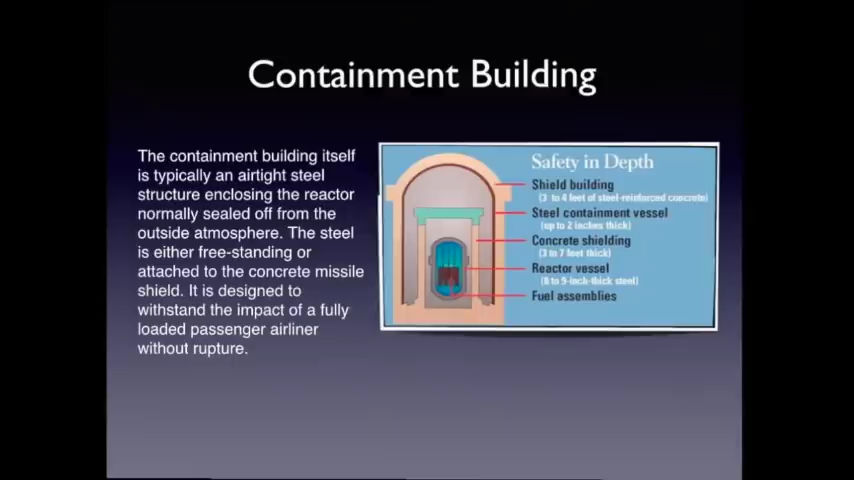 Containment Building
The containment building itself
is typically an airtight steel
structure enclosing the reactor
normally sealed off from the
outside atmosphere. The steel
is either free-standing or
attached to the concrete missile
shield. It is designed to
withstand the impact of a fully
loaded passenger airliner
without rupture.
Safety in Depth
Shield building
(3 to 4 feet of steel-reinforced concrete)
Steel containment vessel
(up to 2 inches thick)
Concrete shielding
(3 to 7 feet thick)
Reactor vessel
(8 to 9-inch-thick steel)
Fuel assemblies